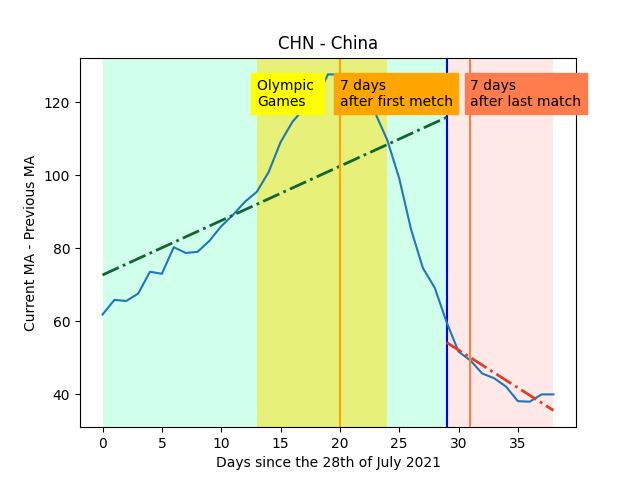 CHN - China
Olympic
Games
7 days
after first metch
7 days
after last match
Current MA - Previous MA
120
100
80
60
40
0 5 10 15 20 25 30 35
Days since the 28th of July 2021